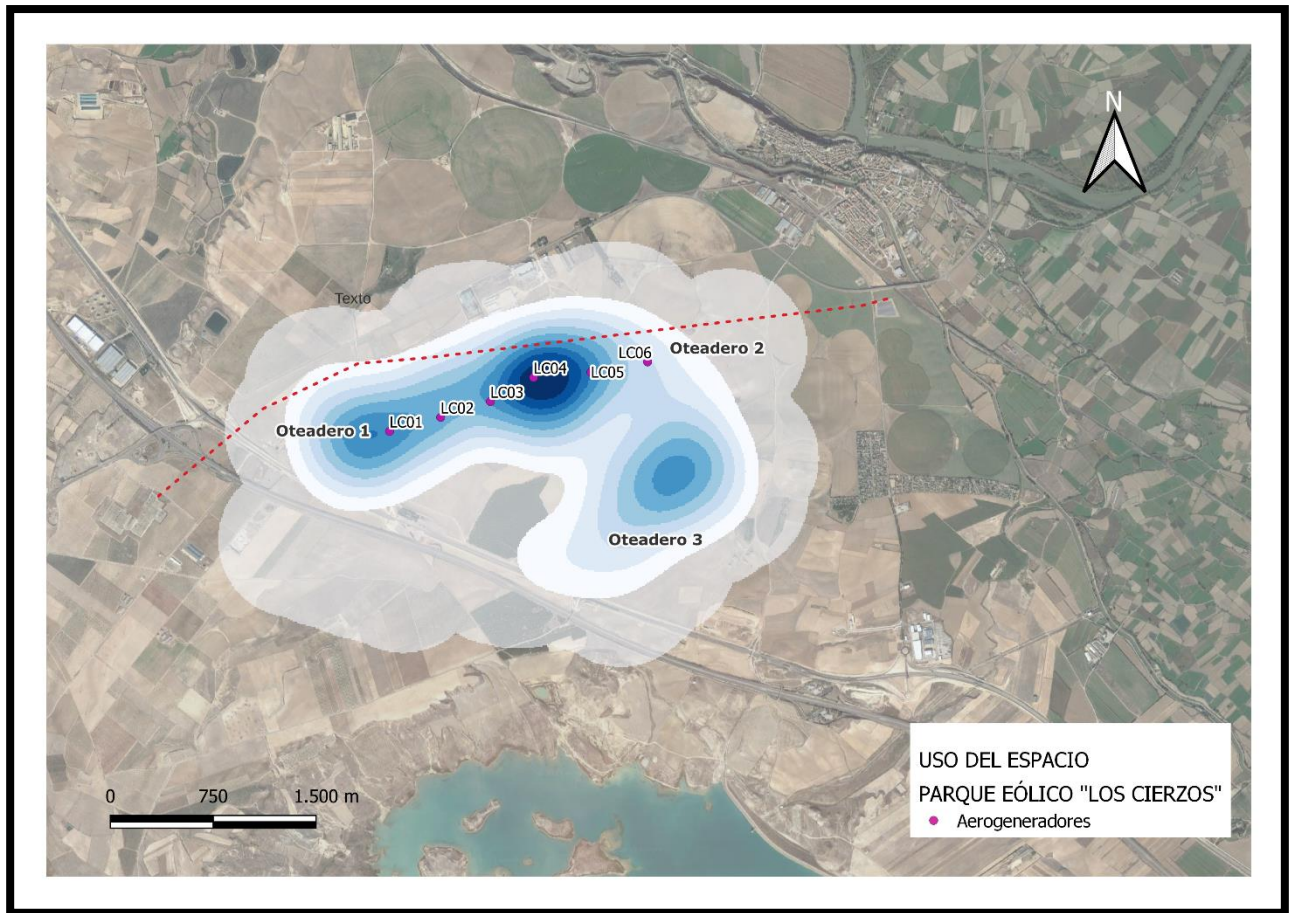 N
Texto
LC06
Oteadero 2
LC04
LC05
LC03
LC02
LC01
Oteadero 1
Oteadero 3
USO DEL ESPACIO
PARQUE EÓLICO "LOS CIERZOS"
Aerogeneradores
0 750 1.500 m